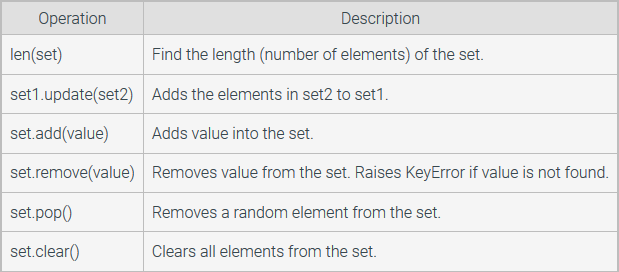 Operation Description
len(set) Find the length (number of elements) of the set.
set1.update(set2) Adds the elements in set2 to set1.
set.add(value) Adds value into the set.
set.remove(value) Removes value from the set. Raises KeyError if value is not found.
set.pop() Removes a random element from the set.
set.clear() Clears all elements from the set.